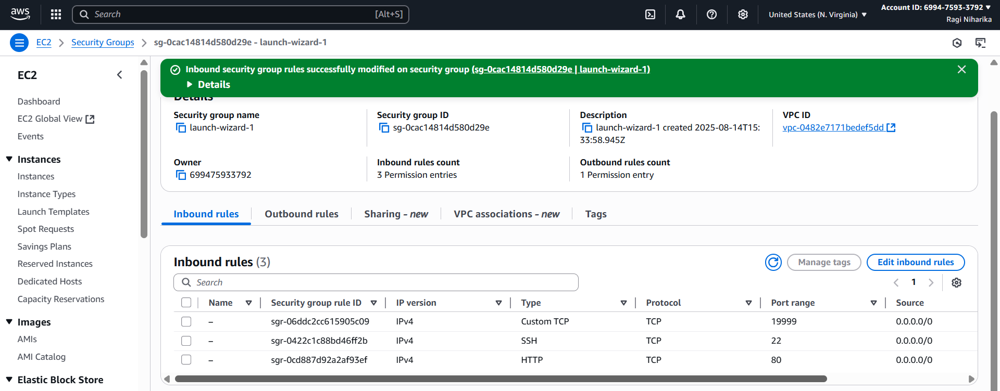 aws
Search [Alt+S]
United States (N. Virginia)
Account ID: 6994-7593-3792
Ragi Niharika
EC2 Security Groups sg-0cac14814d580d29e - launch-wizard-1
EC2
Dashboard
EC2 Global View
Events
Instances
Instances
Instance Types
Launch Templates
Spot Requests
Savings Plans
Reserved Instances
Dedicated Hosts
Capacity Reservations
Images
AMIs
AMI Catalog
Elastic Block Store
Inbound security group rules successfully modified on security group (sg-0cac14814d580d29e | launch-wizard-1)
Details
Details
Security group name
launch-wizard-1
Security group ID
sg-0cac14814d580d29e
Description
launch-wizard-1 created 2025-08-14T15:
33:58.945Z
VPC ID
vpc-0482e7171bedef5dd
Owner
699475933792
Inbound rules count
3 Permission entries
Outbound rules count
1 Permission entry
Inbound rules Outbound rules Sharing - new VPC associations - new Tags
Inbound rules (3)
Manage tags Edit inbound rules
Search
1
Name Security group rule ID IP version Type Protocol Port range Source
– sgr-06ddc2cc615905c09 IPv4 Custom TCP TCP 19999 0.0.0.0/0
– sgr-0422c1c88bd46ff2b IPv4 SSH TCP 22 0.0.0.0/0
– sgr-0cd887d92a2af93ef IPv4 HTTP TCP 80 0.0.0.0/0